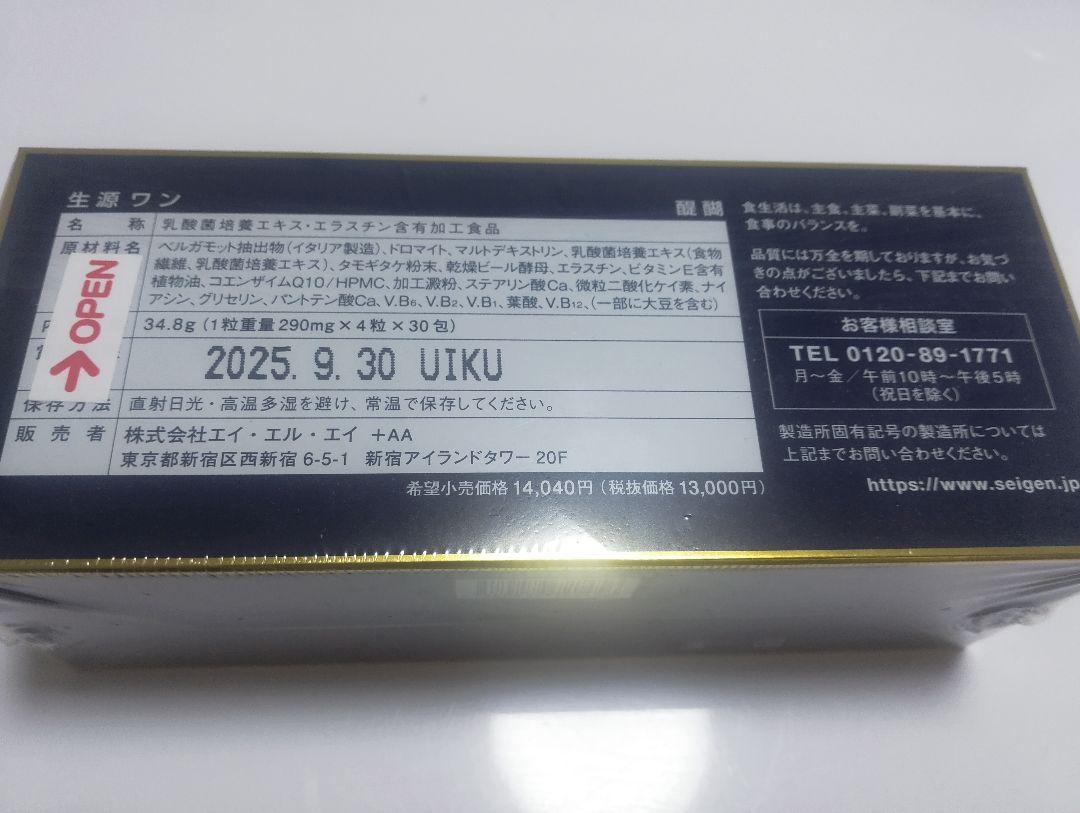 生源ワン
醍醐
名 称 乳酸菌培養エキス・エラスチン含有加工食品
原材料名 ベルガモット抽出物(イタリア製造)、ドロマイト、マルトデキストリン、乳酸菌培養エキス(食物
繊維、乳酸菌培養エキス)、タモギタケ粉末、乾燥ビール酵母、エラスチン、ビタミンE含有
植物油、コエンザイムQ10/HPMC、加工澱粉、ステアリン酸Ca、微粒二酸化ケイ素、ナイ
アシン、グリセリン、パントテン酸Ca、V.B₆、V.B₂、V.B₁、葉酸、V.B₁₂、(一部に大豆を含む)
34.8g (1粒重量290mg×4粒×30包)
2025. 9. 30 UIKU
保存方法 直射日光・高温多湿を避け、常温で保存してください。
販売者 株式会社エイ・エル・エイ +AA
東京都新宿区西新宿 6-5-1 新宿アイランドタワー 20F
希望小売価格 14,040円 (税抜価格 13,000円)
OPEN
食生活は、主食、主菜、副菜を基本に、
食事のバランスを。
品質には万全を期しておりますが、お気づ
きの点がございましたら、下記までお問い
合わせください。
お客様相談室
TEL 0120-89-1771
月~金/午前10時~午後5時
(祝日を除く)
製造所固有記号の製造所については
上記までお問い合わせください。
https://www.seigen.jp